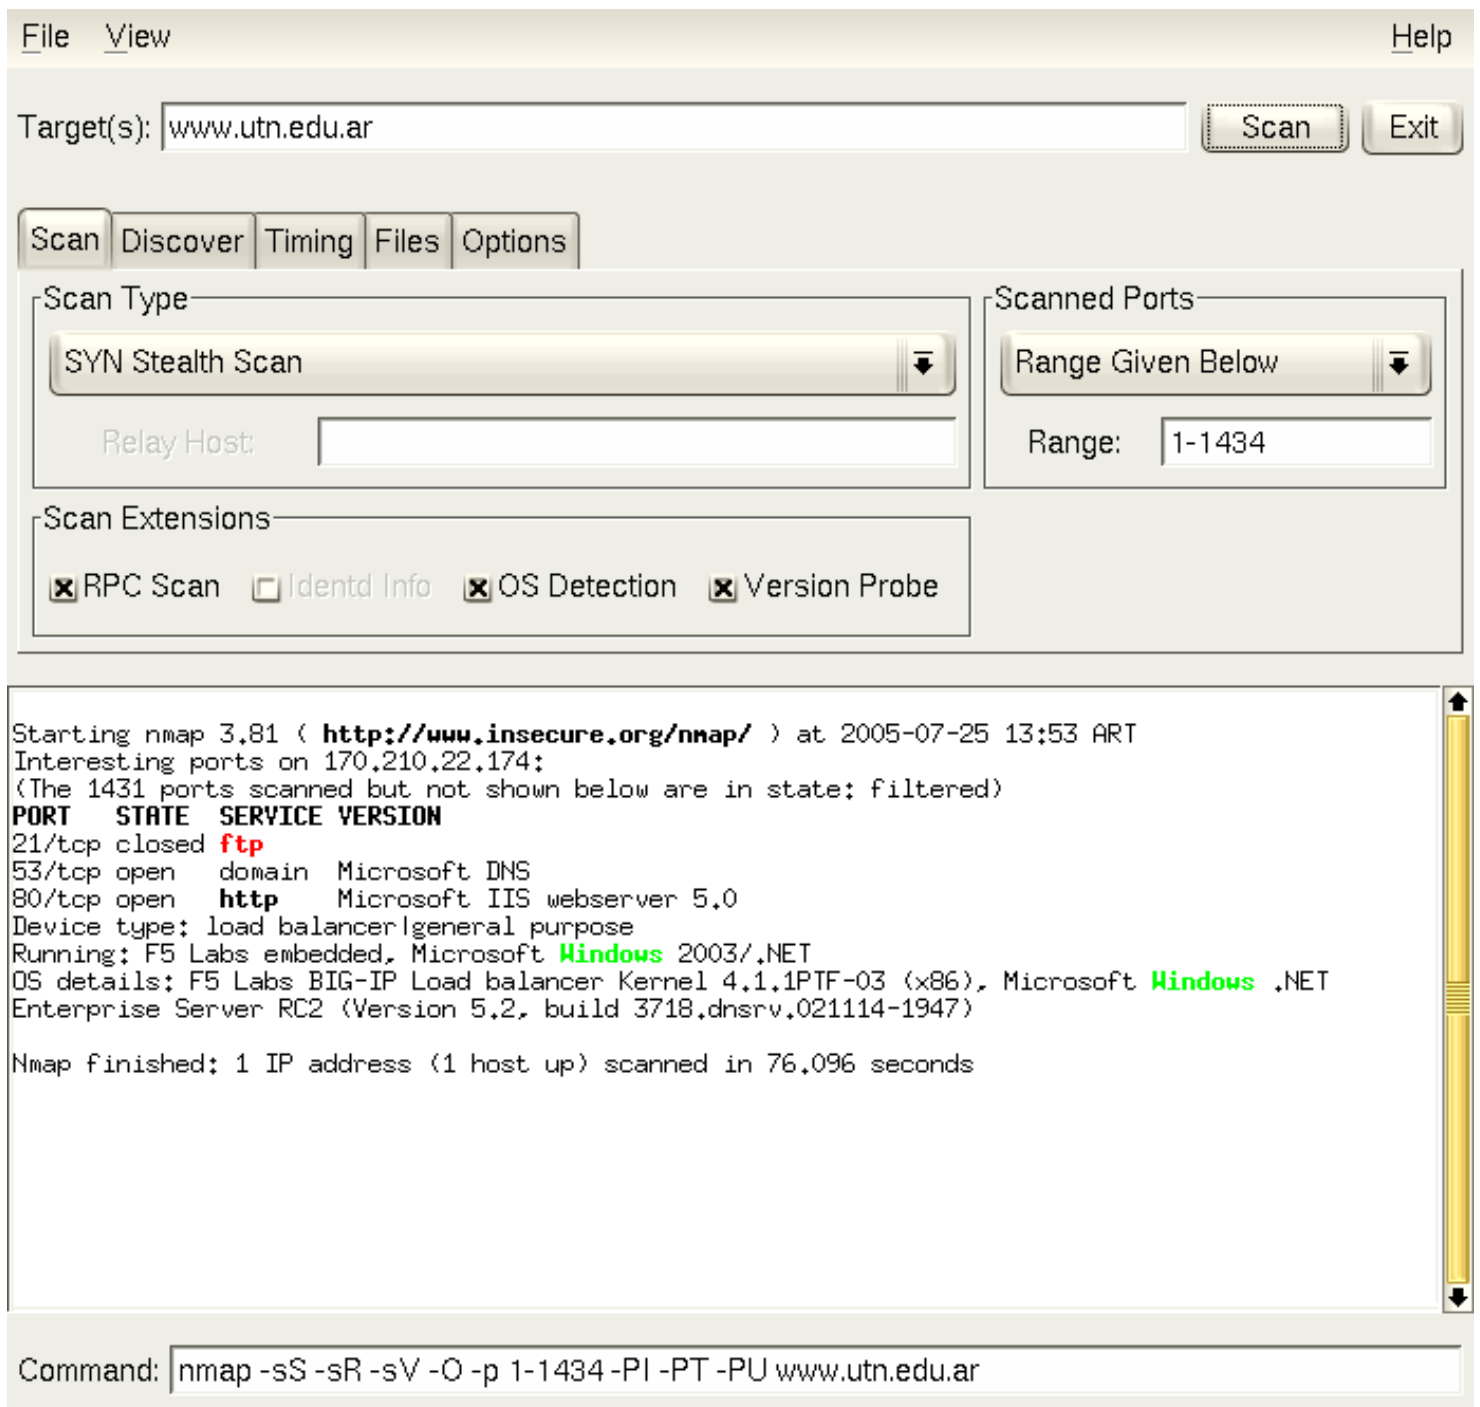 File View Help
Target(s): www.utn.edu.ar Scan Exit
Scan Discover Timing Files Options
Scan Type Scanned Ports
SYN Stealth Scan Range Given Below
Relay Host: Range: 1-1434
Scan Extensions
RPC Scan Identd Info OS Detection Version Probe
Starting nmap 3.81 ( http://www.insecure.org/nmap/ ) at 2005-07-25 13:53 ART
Interesting ports on 170.210.22.174:
(The 1431 ports scanned but not shown below are in state: filtered)
PORT STATE SERVICE VERSION
21/tcp closed ftp
53/tcp open domain Microsoft DNS
80/tcp open http Microsoft IIS webserver 5.0
Device type: load balancer|general purpose
Running: F5 Labs embedded, Microsoft Windows 2003/.NET
OS details: F5 Labs BIG-IP Load balancer Kernel 4.1.1PTF-03 (x86), Microsoft Windows .NET
Enterprise Server RC2 (Version 5.2, build 3718.dnsrv.021114-1947)
Nmap finished: 1 IP address (1 host up) scanned in 76.096 seconds
Command: nmap -sS -sR -sV -O -p 1-1434 -PI -PT -PU www.utn.edu.ar